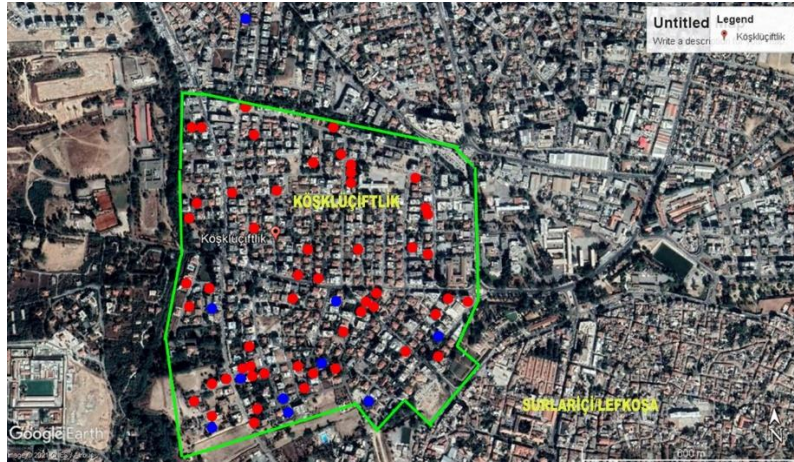 Untitled
Write a descri
Legend
Köşklüçiftlik
KÖŞKLÜÇİFTLİK
Köşklüçiftlik
SURLARİÇİ LEFKOŞA
Google Earth
N